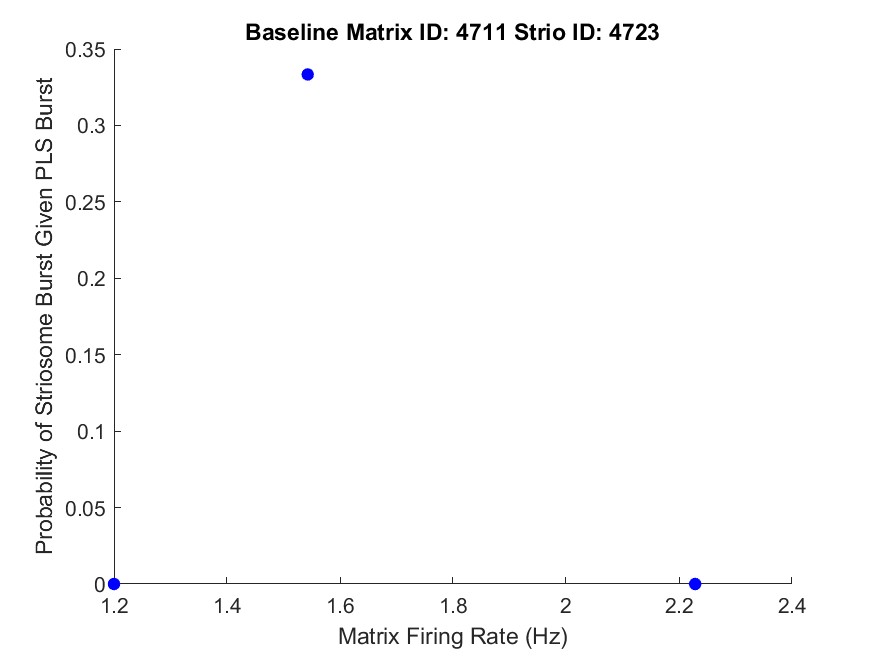 Baseline Matrix ID: 4711 Strio ID: 4723
Probability of Striosome Burst Given PLS Burst
0.35
0.3
0.25
0.2
0.15
0.1
0.05
0
1.2 1.4 1.6 1.8 2 2.2 2.4
Matrix Firing Rate (Hz)